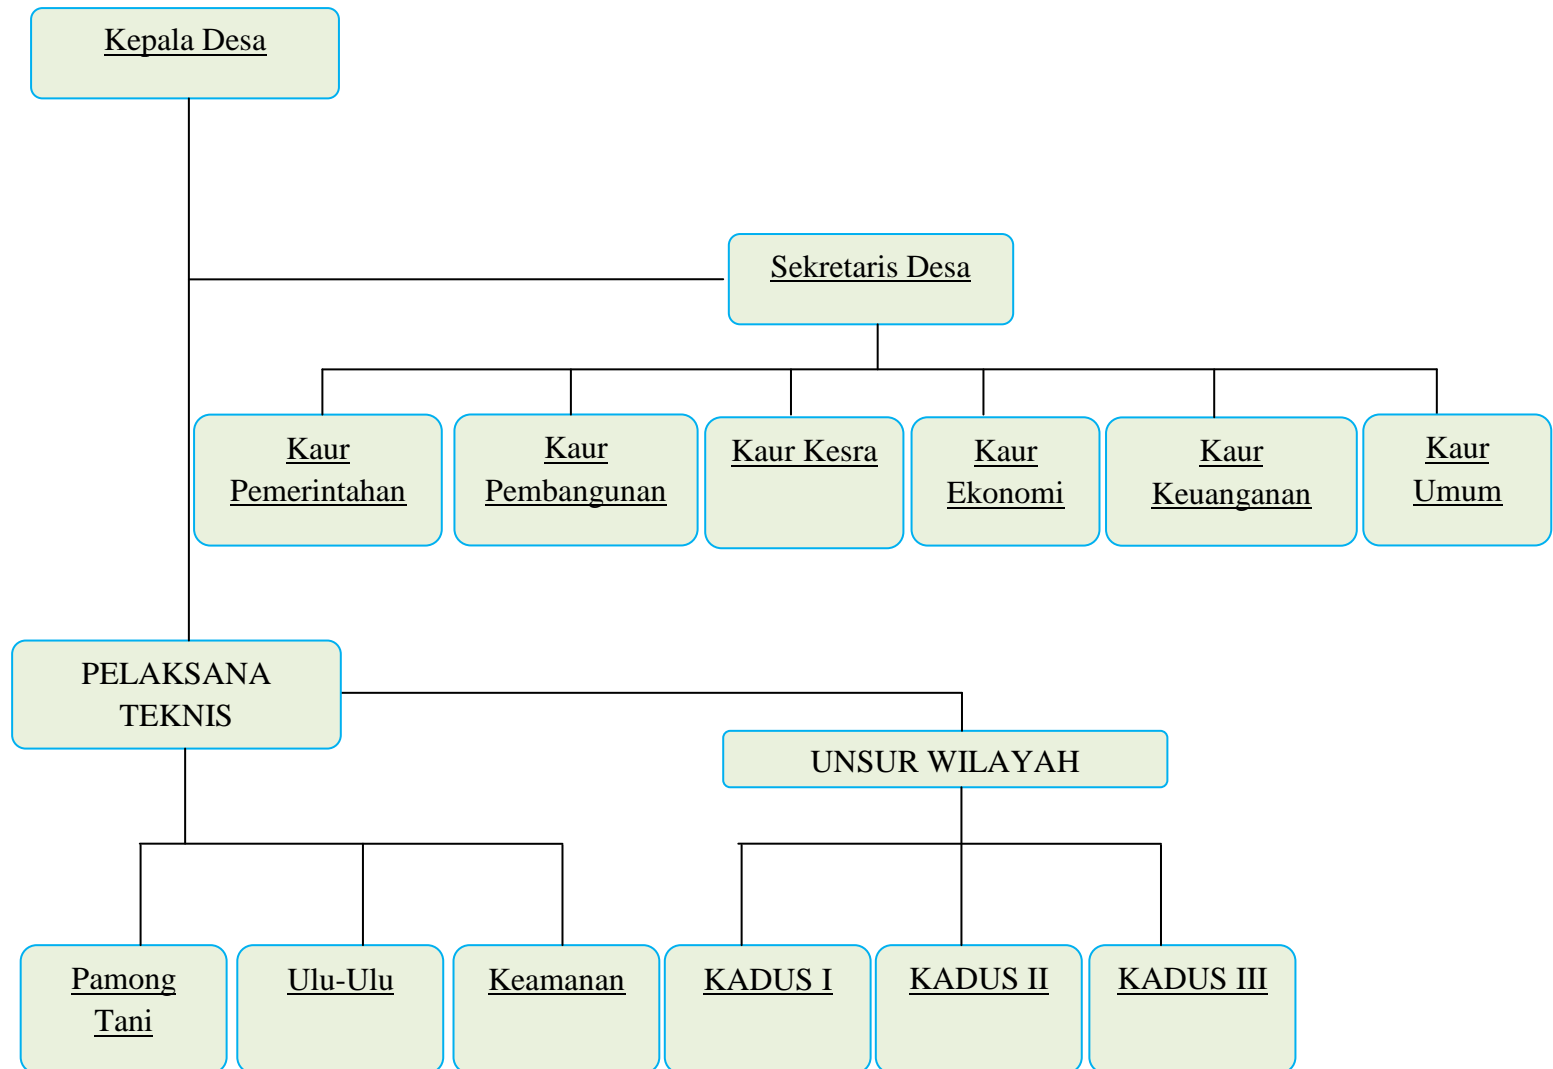 Kepala Desa
Sekretaris Desa
Kaur
Pemerintahan
Kaur
Pembangunan
Kaur Kesra
Kaur
Ekonomi
Kaur
Keuanganan
Kaur
Umum
PELAKSANA
TEKNIS
UNSUR WILAYAH
Pamong
Tani
Ulu-Ulu
Keamanan
KADUS I
KADUS II
KADUS III